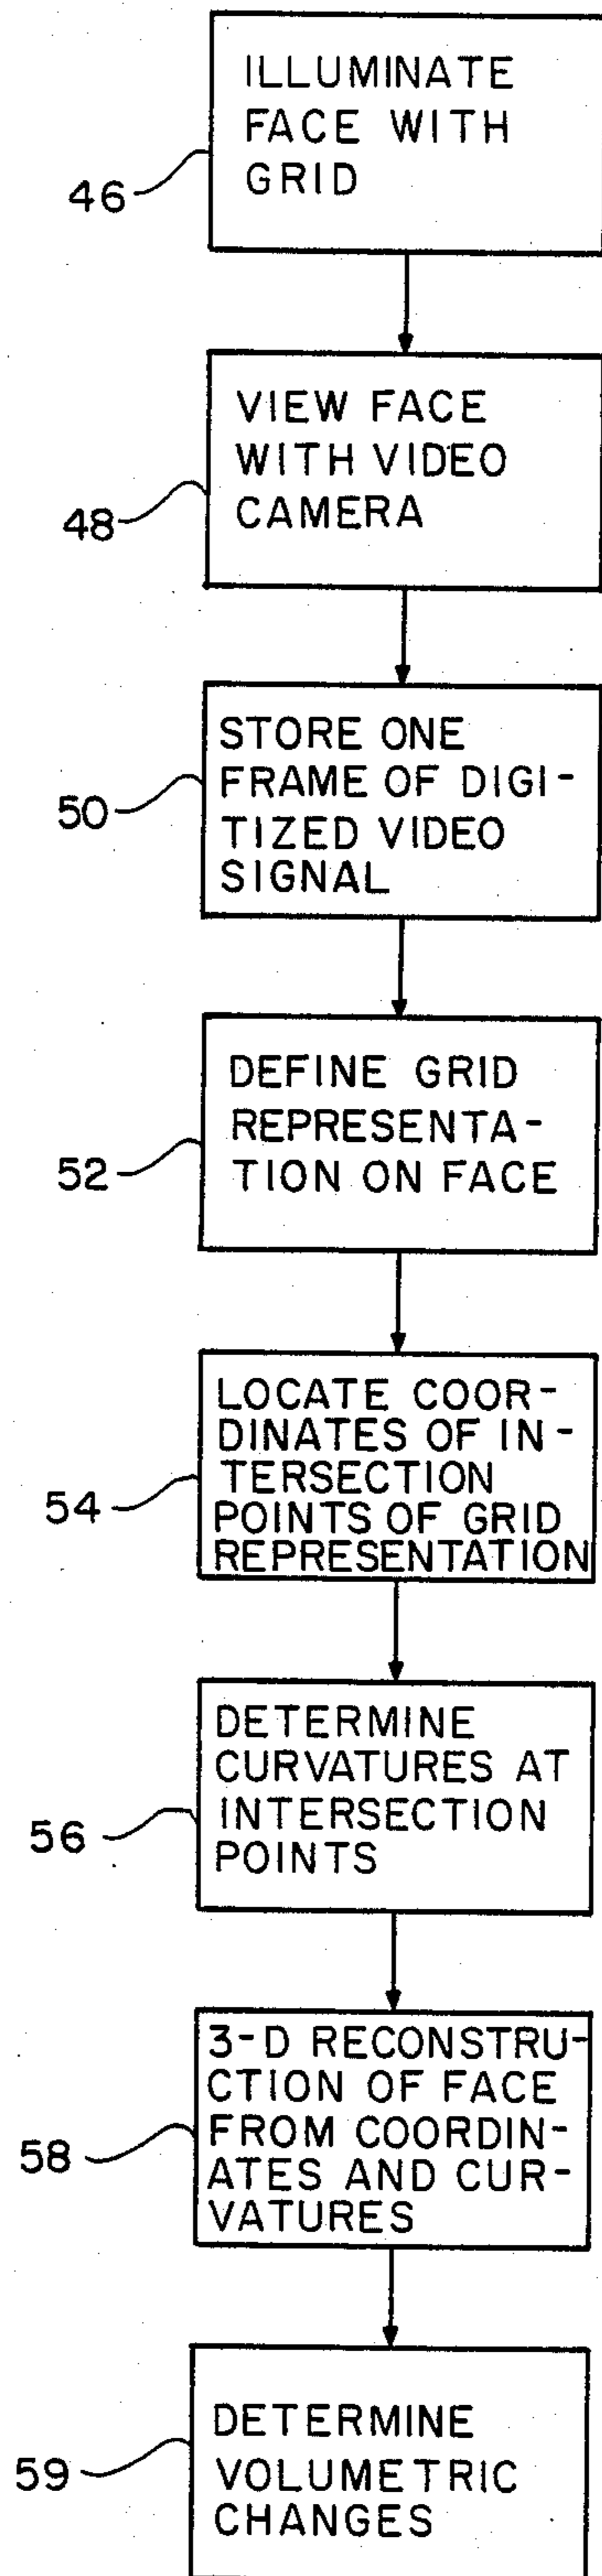 ILLUMINATE
FACE WITH
GRID
46
VIEW FACE
WITH VIDEO
CAMERA
48
STORE ONE
FRAME OF DIGI-
TIZED VIDEO
SIGNAL
50
DEFINE GRID
REPRESENTA-
TION ON FACE
52
LOCATE COOR-
DINATES OF IN-
TERSECTION
POINTS OF GRID
REPRESENTATION
54
DETERMINE
CURVATURES AT
INTERSECTION
POINTS
56
3-D RECONSTRU-
CTION OF FACE
FROM COORDIN-
ATES AND CUR-
VATURES
58
DETERMINE
VOLUMETRIC
CHANGES
59